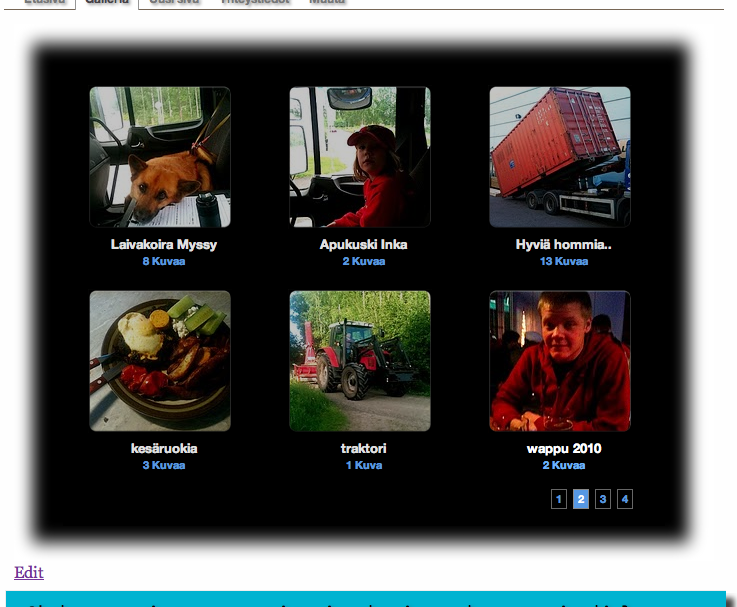 Etusivu Galleria Uusi sivu Yhteystiedot Muuta
Laivakoira Myssy Apukuski Inka Hyviä hommia..
8 Kuvaa 2 Kuvaa 13 Kuvaa
kesäruokia traktori wappu 2010
3 Kuvaa 1 Kuva 2 Kuvaa
1 2 3 4
Edit